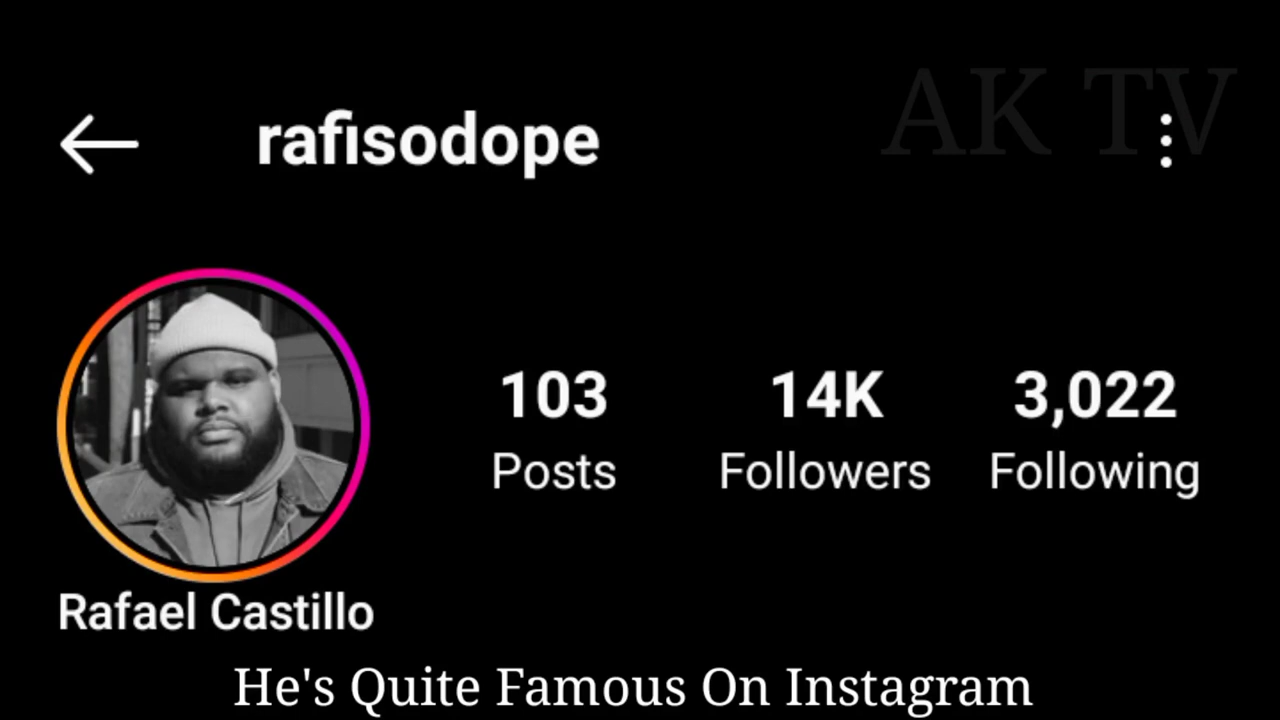 AK TV
rafisodope
103 14K 3,022
Posts Followers Following
Rafael Castillo
He's Quite Famous On Instagram